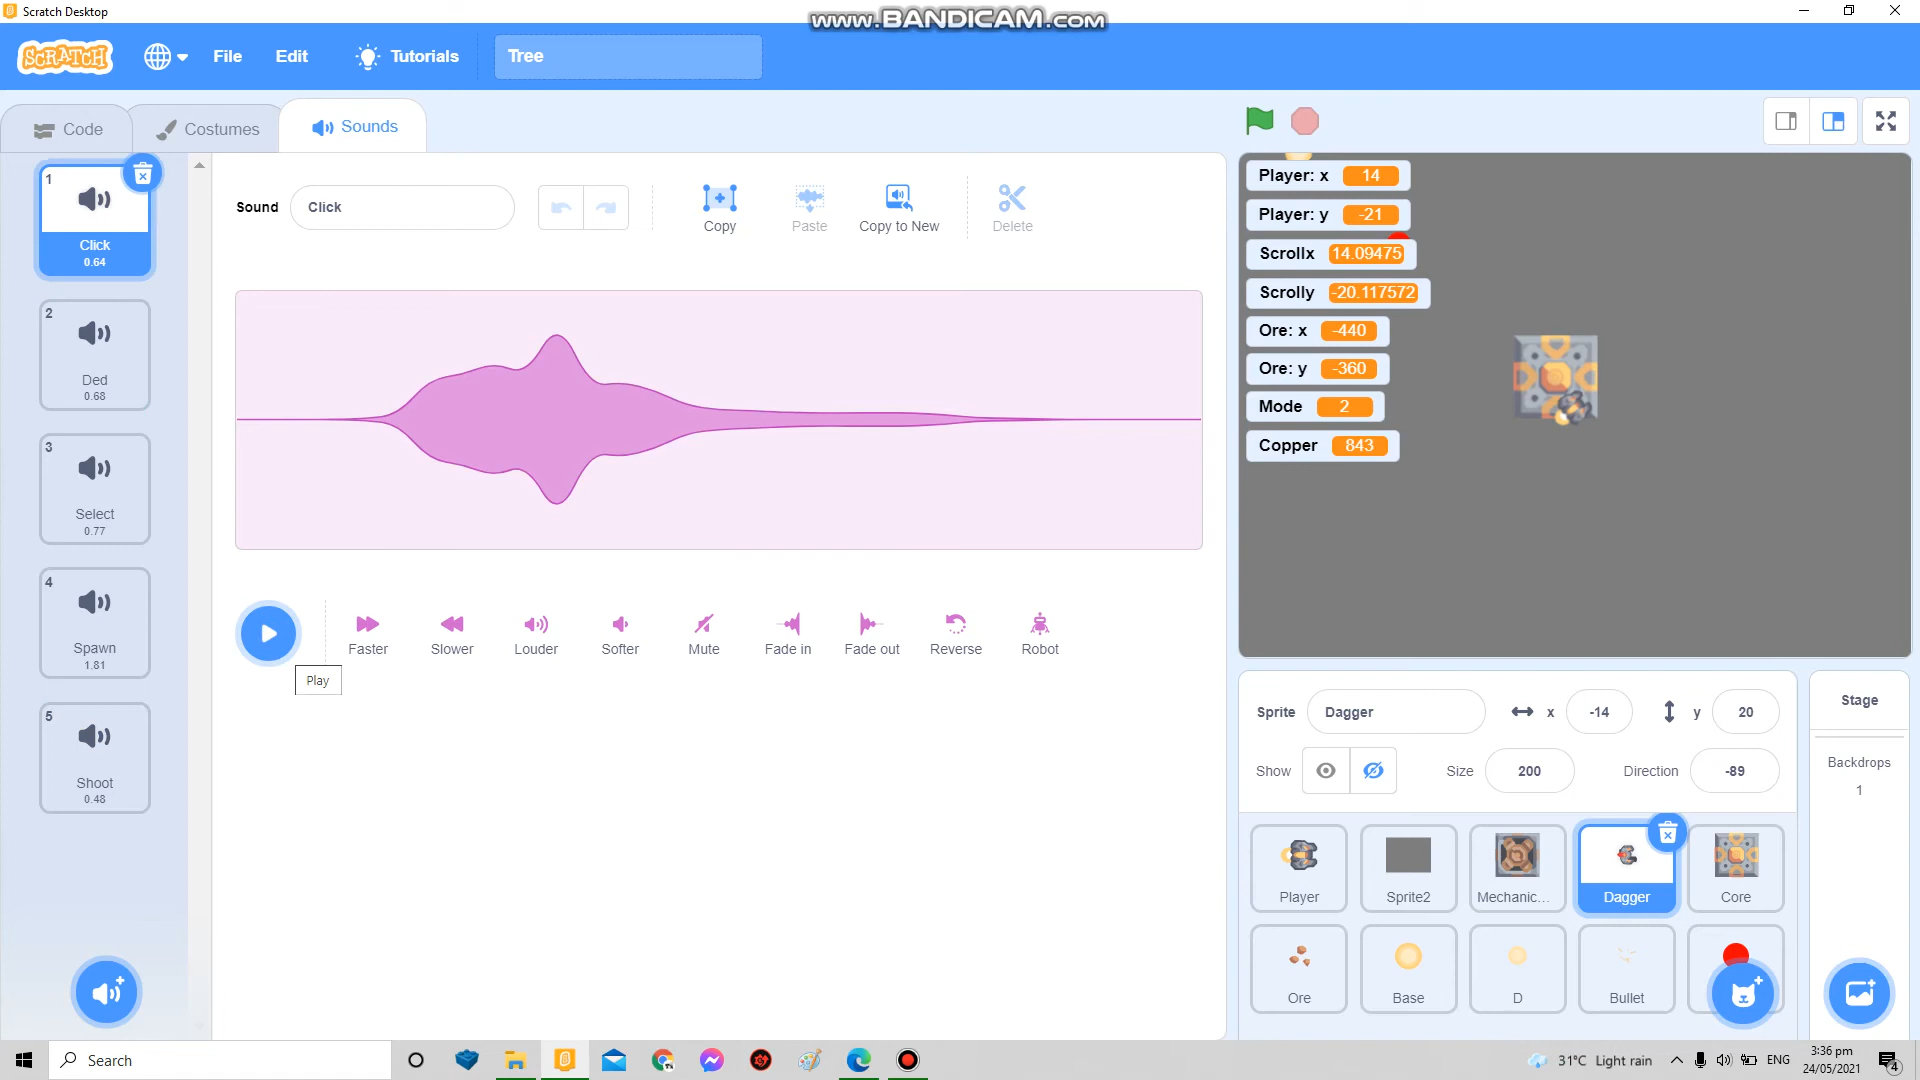 Scratch Desktop
www.BANDICAM.com
SCRATCH
File
Edit
Tutorials
Tree
Code
Costumes
Sounds
1
Click
0.64
2
Ded
0.68
3
Select
0.77
4
Spawn
1.81
5
Shoot
0.48
Sound
Click
Copy
Paste
Copy to New
Delete
Play
Faster
Slower
Louder
Softer
Mute
Fade in
Fade out
Reverse
Robot
Player: x 14
Player: y -21
Scrollx 14.09475
Scrolly -20.117572
Ore: x -440
Ore: y -360
Mode 2
Copper 843
Sprite
Dagger
x
-14
y
20
Show
Size
200
Direction
-89
Player
Sprite2
Mechanic...
Dagger
Core
Ore
Base
D
Bullet
Stage
Backdrops
1
Search
31°C Light rain
ENG
3:36 pm
24/05/2021
4